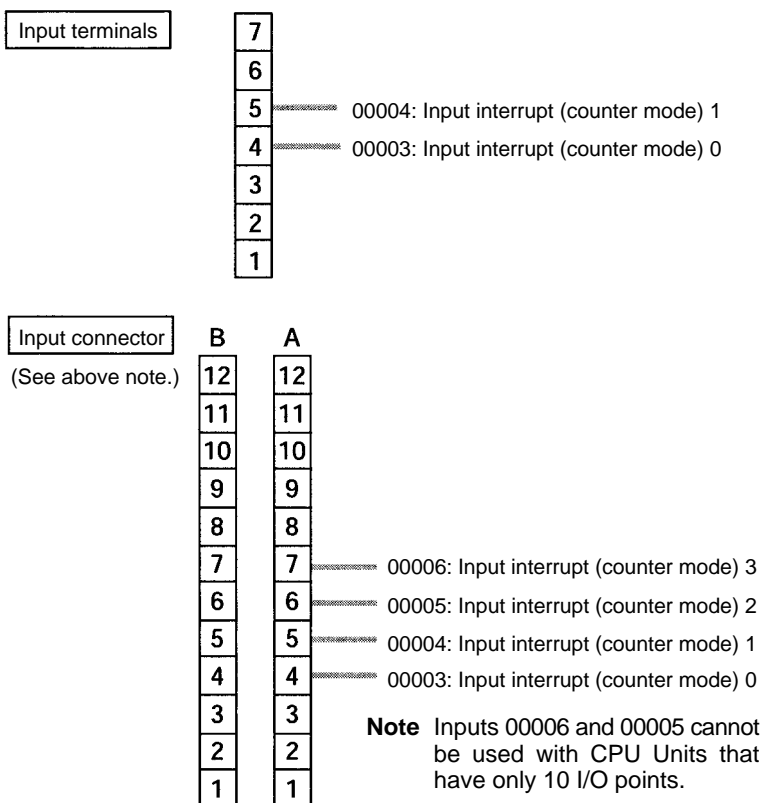 Input terminals
7
6
5 00004: Input interrupt (counter mode) 1
4 00003: Input interrupt (counter mode) 0
3
2
1
Input connector B A
(See above note.) 12 12
11 11
10 10
9 9
8 8
7 7 00006: Input interrupt (counter mode) 3
6 6 00005: Input interrupt (counter mode) 2
5 5 00004: Input interrupt (counter mode) 1
4 4 00003: Input interrupt (counter mode) 0
3 3
2 2
1 1
Note Inputs 00006 and 00005 cannot
be used with CPU Units that
have only 10 I/O points.